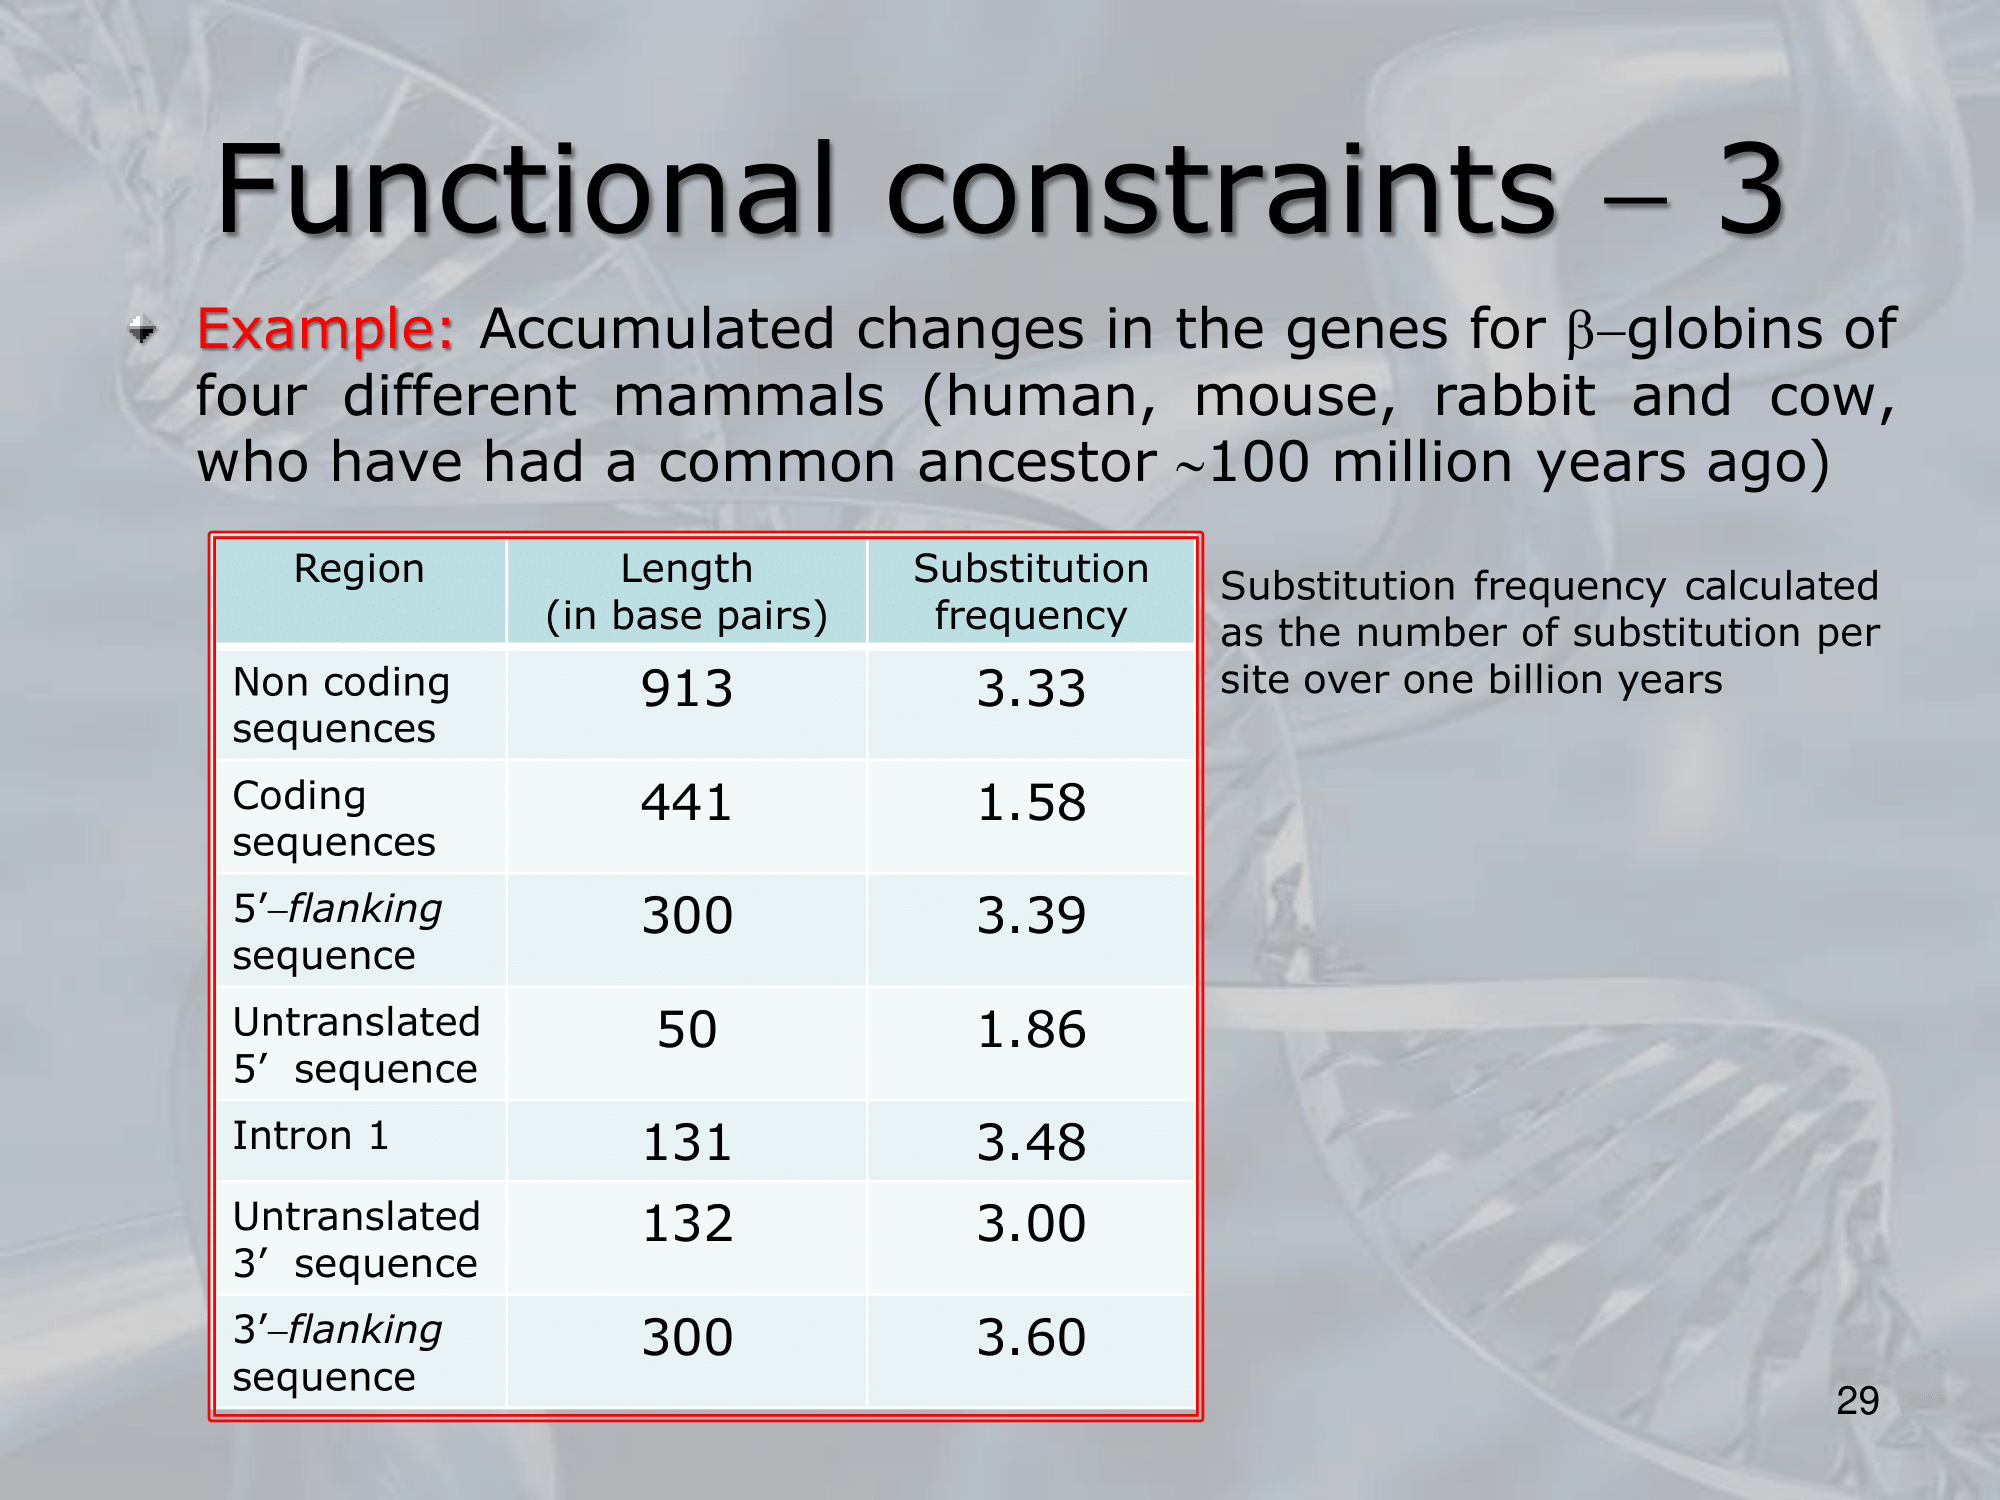 Functional constraints – 3
Example: Accumulated changes in the genes for β–globins of
four different mammals (human, mouse, rabbit and cow,
who have had a common ancestor ~100 million years ago)
Region
Length
(in base pairs)
Substitution
frequency
Non coding
sequences
913
3.33
Coding
sequences
441
1.58
5’–flanking
sequence
300
3.39
Untranslated
5’ sequence
50
1.86
Intron 1
131
3.48
Untranslated
3’ sequence
132
3.00
3’–flanking
sequence
300
3.60
Substitution frequency calculated
as the number of substitution per
site over one billion years
29